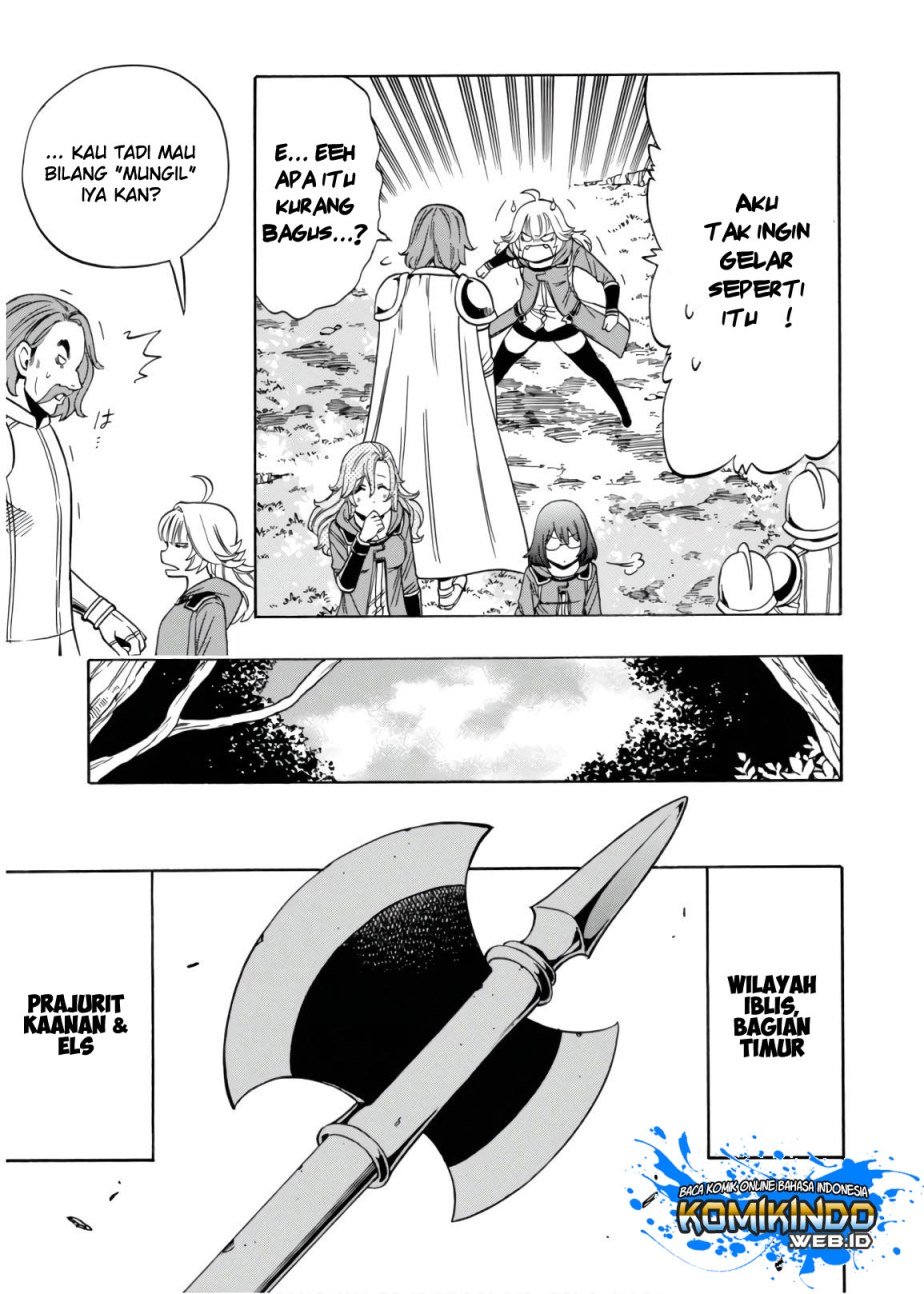 AKU
TAK INGIN
GELAR
SEPERTI
ITU !
E... EEH
APA ITU
KURANG
BAGUS...?
... KAU TADI MAU
BILANG "MUNGIL"
IYA KAN?
は
...
WILAYAH
IBLIS,
BAGIAN
TIMUR
PRAJURIT
KAANAN &
ELS
BACA KOMIK ONLINE BAHASA INDONESIA
KOMIKINDO
.WEB.ID